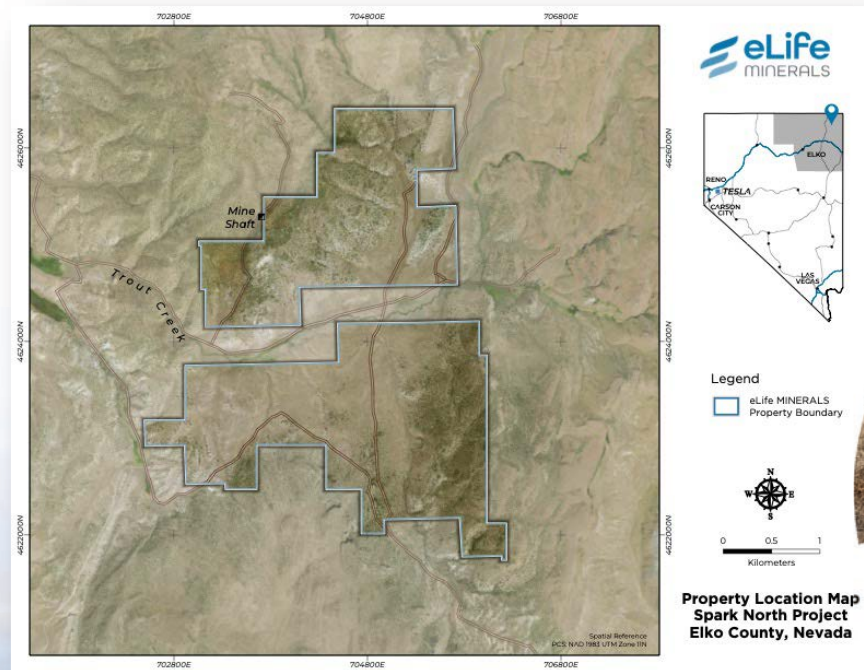 702800E
704800E
706800E
4626000N
4626000N
Mine
Shaft
Trout Creek
4624000N
4624000N
4622000N
4622000N
Spatial Reference
PCS: NAD 1983 UTM Zone 11N
702800E
704800E
706800E
eLife
MINERALS
ELKO
RENO
TESLA
CARSON
CITY
LAS
VEGAS
Legend
eLife MINERALS
Property Boundary
N
W E
S
0 0.5 1
Kilometers
Property Location Map
Spark North Project
Elko County, Nevada